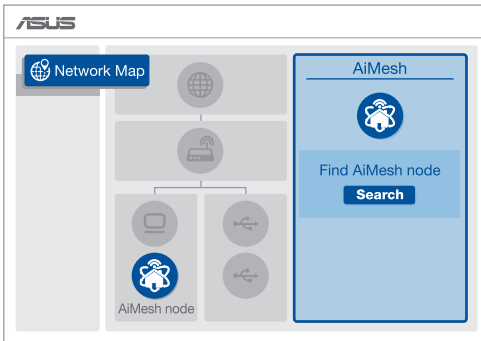 ASUS
Network Map
AiMesh
Find AiMesh node
Search
AiMesh node